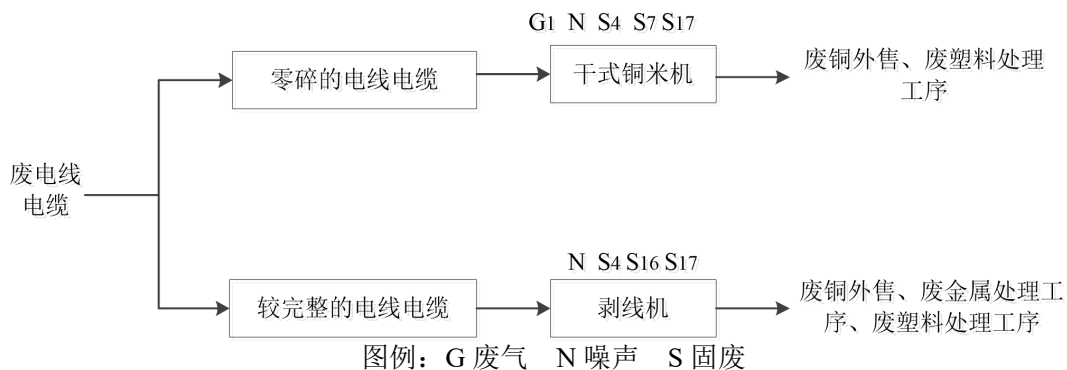 G1 N S4 S7 S17
零碎的电线电缆
干式铜米机
废铜外售、废塑料处理
工序
废电线
电缆
N S4 S16 S17
较完整的电线电缆
剥线机
废铜外售、废金属处理工
序、废塑料处理工序
图例：G 废气 N 噪声 S 固废